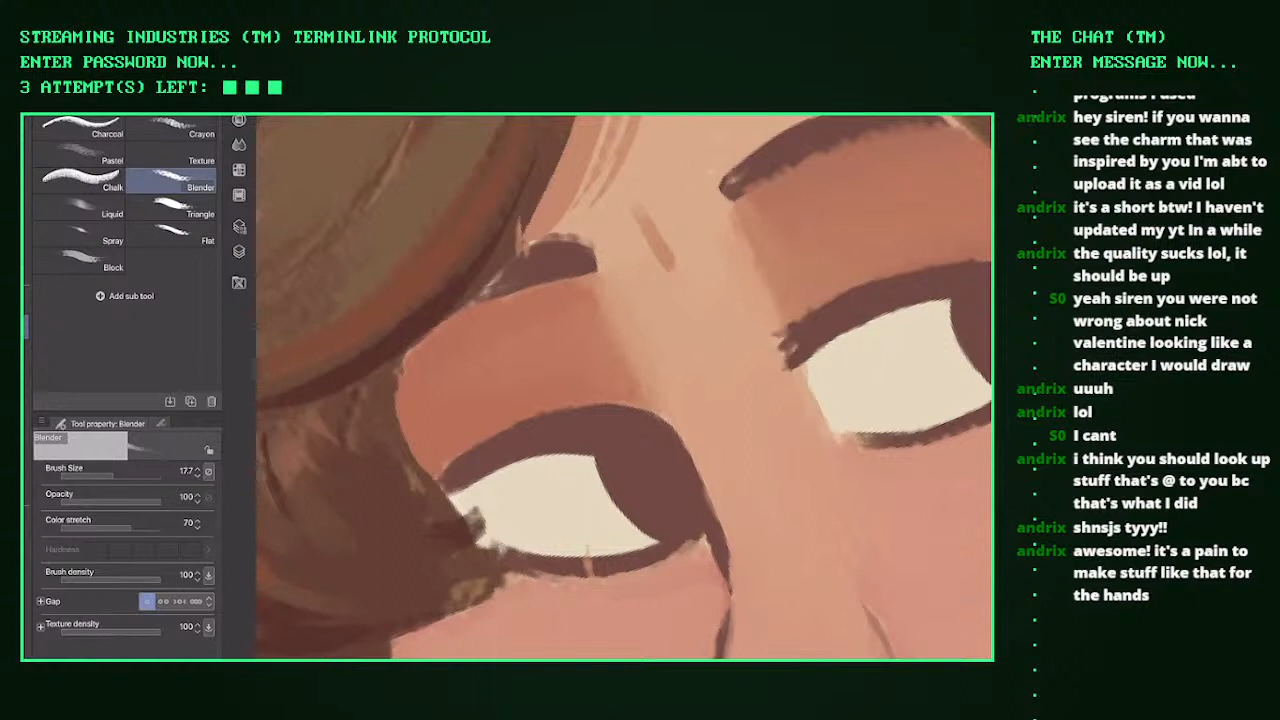 STREAMING INDUSTRIES (TM) TERMINLINK PROTOCOL
ENTER PASSWORD NOW...
3 ATTEMPT(S) LEFT:
Charcoal
Crayon
Pastel
Texture
Chalk
Blender
Liquid
Triangle
Spray
Flat
Block
Add sub tool
Tool property: Blender
Blender
Brush Size 17.7
Opacity 100
Color stretch 70
Hardness
Brush density 100
Gap
Texture density 100
THE CHAT (TM)
ENTER MESSAGE NOW...
programs I used
andrix hey siren! if you wanna
see the charm that was
inspired by you I'm abt to
upload it as a vid lol
andrix it's a short btw! I haven't
updated my yt In a while
andrix the quality sucks lol, it
should be up
S0 yeah siren you were not
wrong about nick
valentine looking like a
character I would draw
andrix uuuh
andrix lol
S0 I cant
andrix i think you should look up
stuff that's @ to you bc
that's what I did
andrix shnsjs tyyy!!
andrix awesome! it's a pain to
make stuff like that for
the hands